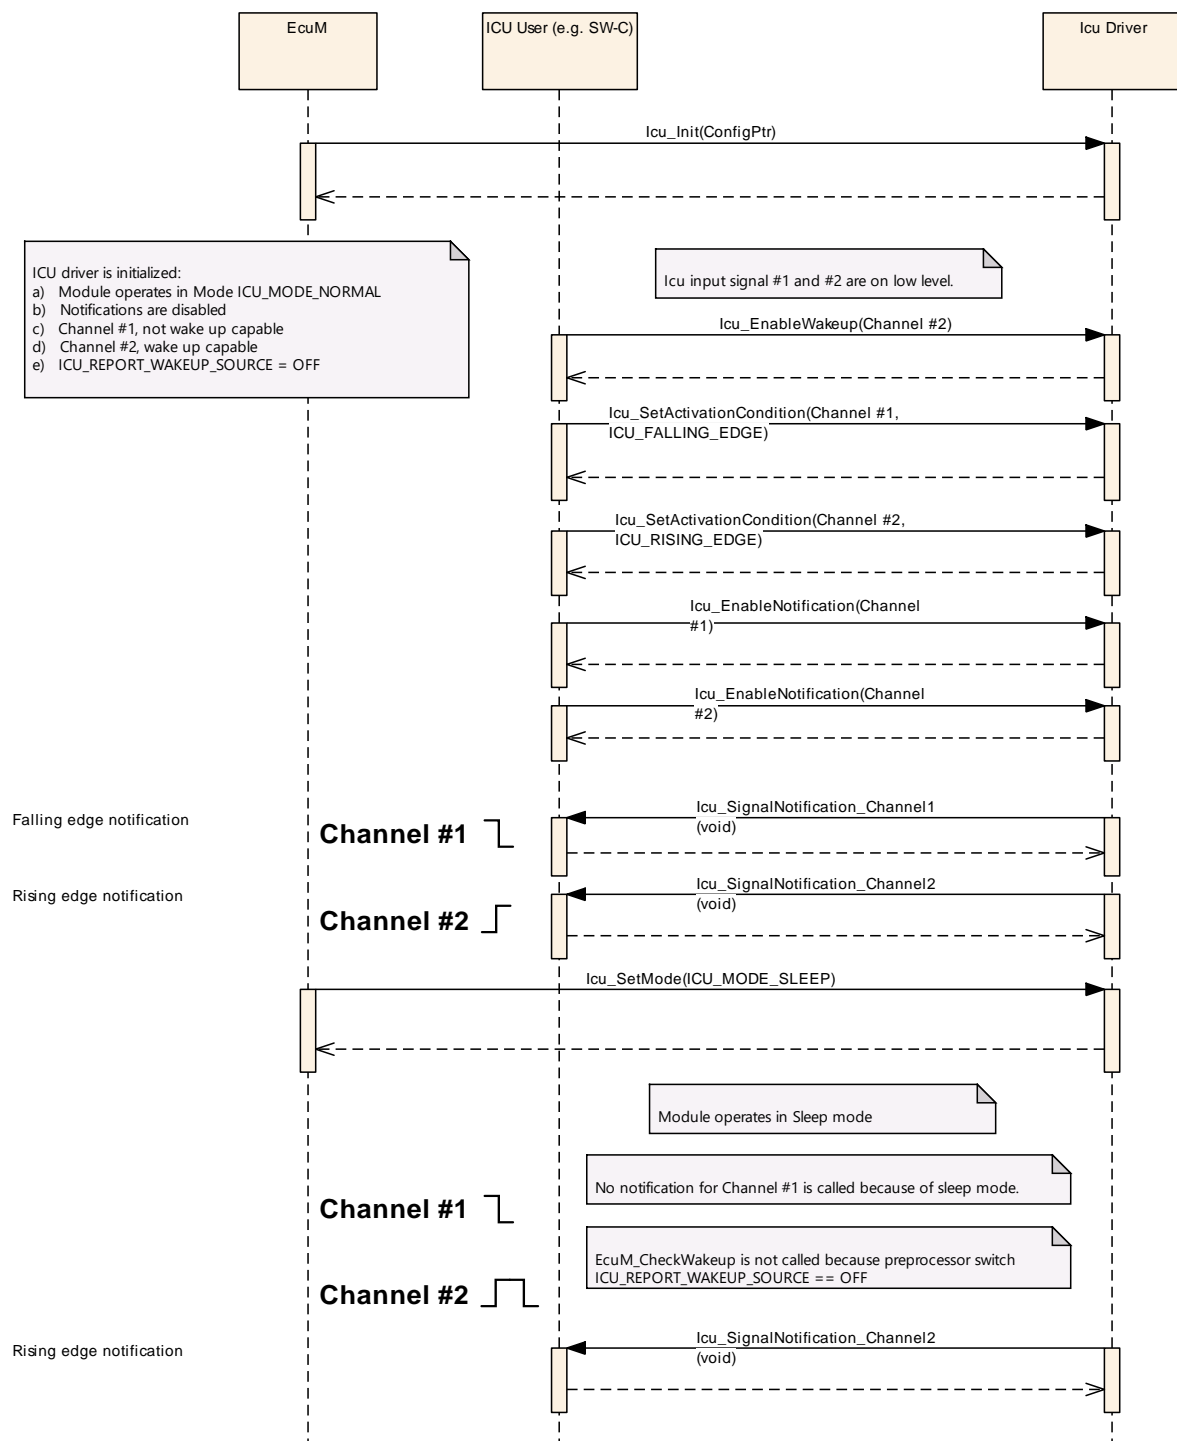 EcuM
ICU User (e.g. SW-C)
Icu Driver
Icu_Init(ConfigPtr)
ICU driver is initialized:
a) Module operates in Mode ICU_MODE_NORMAL
b) Notifications are disabled
c) Channel #1, not wake up capable
d) Channel #2, wake up capable
e) ICU_REPORT_WAKEUP_SOURCE = OFF
Icu input signal #1 and #2 are on low level.
Icu_EnableWakeup(Channel #2)
Icu_SetActivationCondition(Channel #1,
ICU_FALLING_EDGE)
Icu_SetActivationCondition(Channel #2,
ICU_RISING_EDGE)
Icu_EnableNotification(Channel
#1)
Icu_EnableNotification(Channel
#2)
Falling edge notification
Channel #1
Icu_SignalNotification_Channel1
(void)
Rising edge notification
Channel #2
Icu_SignalNotification_Channel2
(void)
Icu_SetMode(ICU_MODE_SLEEP)
Module operates in Sleep mode
No notification for Channel #1 is called because of sleep mode.
Channel #1
EcuM_CheckWakeup is not called because preprocessor switch
ICU_REPORT_WAKEUP_SOURCE == OFF
Channel #2
Rising edge notification
Icu_SignalNotification_Channel2
(void)